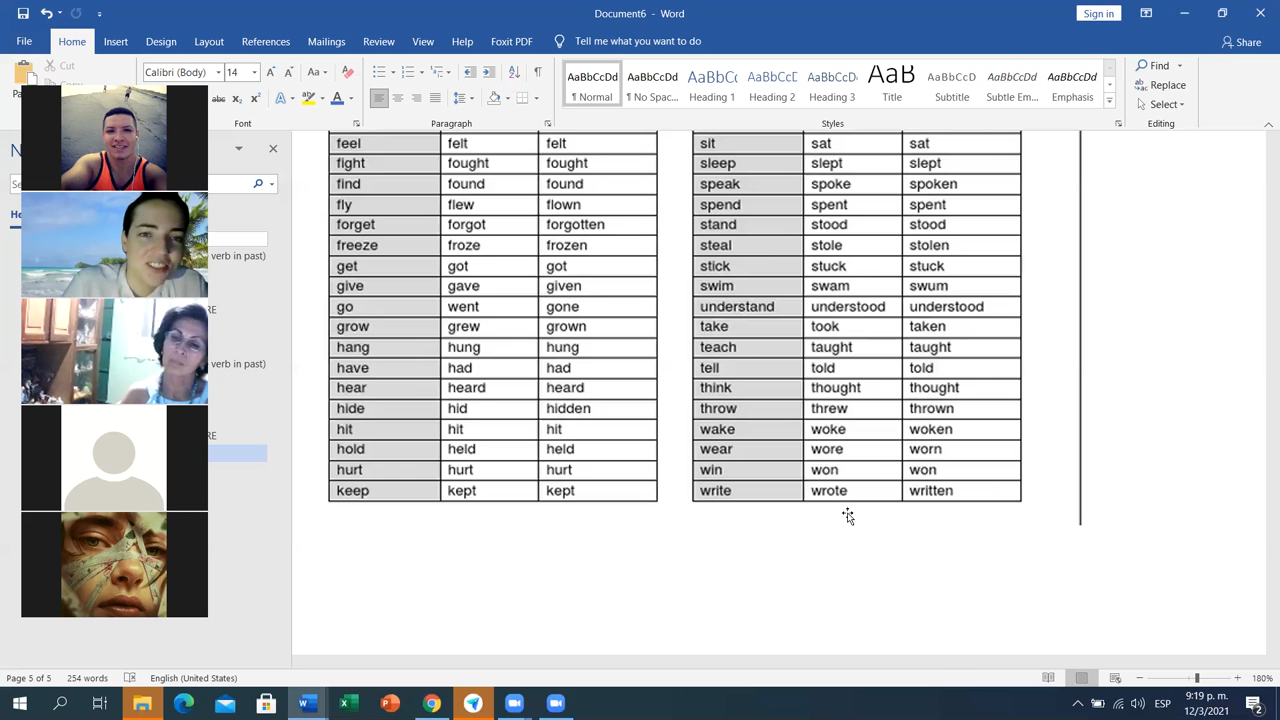 Document6 - Word
Sign in
File Home Insert Design Layout References Mailings Review View Help Foxit PDF Tell me what you want to do
Share
Cut
Calibri (Body) 14
Font
Paragraph
AaBbCcDd AaBbCcDd AaBbCc AaBbCcD AaBbCcD AaB AaBbCcD AaBbCcDd AaBbCcDd
¶ Normal ¶ No Spac... Heading 1 Heading 2 Heading 3 Title Subtitle Subtle Em... Emphasis
Styles
Find
Replace
Select
Editing
verb in past)
RE
verb in past)
RE
feel felt felt
fight fought fought
find found found
fly flew flown
forget forgot forgotten
freeze froze frozen
get got got
give gave given
go went gone
grow grew grown
hang hung hung
have had had
hear heard heard
hide hid hidden
hit hit hit
hold held held
hurt hurt hurt
keep kept kept
sit sat sat
sleep slept slept
speak spoke spoken
spend spent spent
stand stood stood
steal stole stolen
stick stuck stuck
swim swam swum
understand understood understood
take took taken
teach taught taught
tell told told
think thought thought
throw threw thrown
wake woke woken
wear wore worn
win won won
write wrote written
Page 5 of 5 254 words English (United States)
180%
ESP
9:19 p. m.
12/3/2021
2